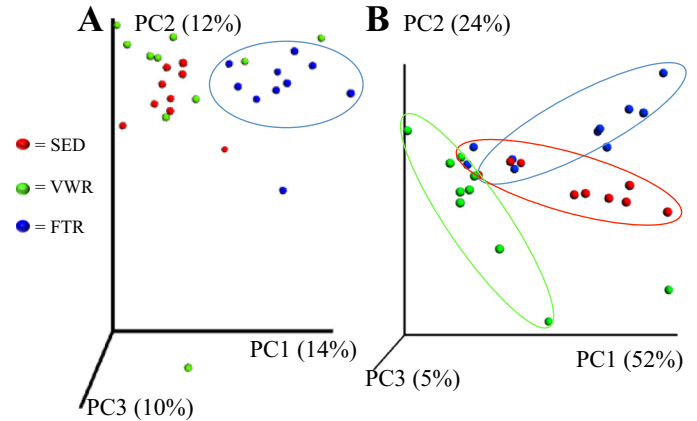 A
PC2 (12%)
= SED
= VWR
= FTR
PC1 (14%)
PC3 (10%)
B
PC2 (24%)
PC1 (52%)
PC3 (5%)